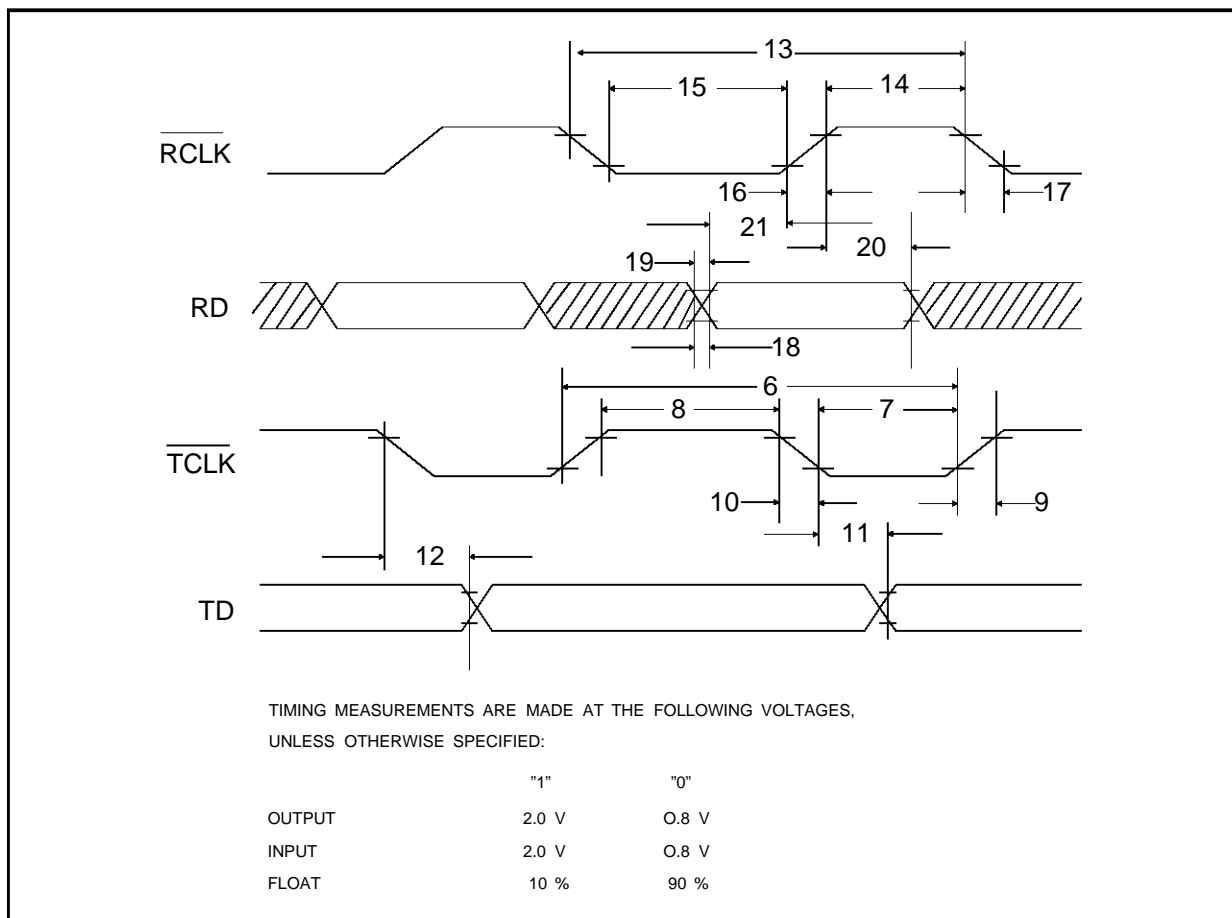 13
15 14
RCLK
16 17
21
20
19
RD
18
6
8 7
TCLK
10 9
11
12
TD
TIMING MEASUREMENTS ARE MADE AT THE FOLLOWING VOLTAGES,
UNLESS OTHERWISE SPECIFIED:
”1” ”0”
OUTPUT 2.0 V O.8 V
INPUT 2.0 V O.8 V
FLOAT 10 % 90 %